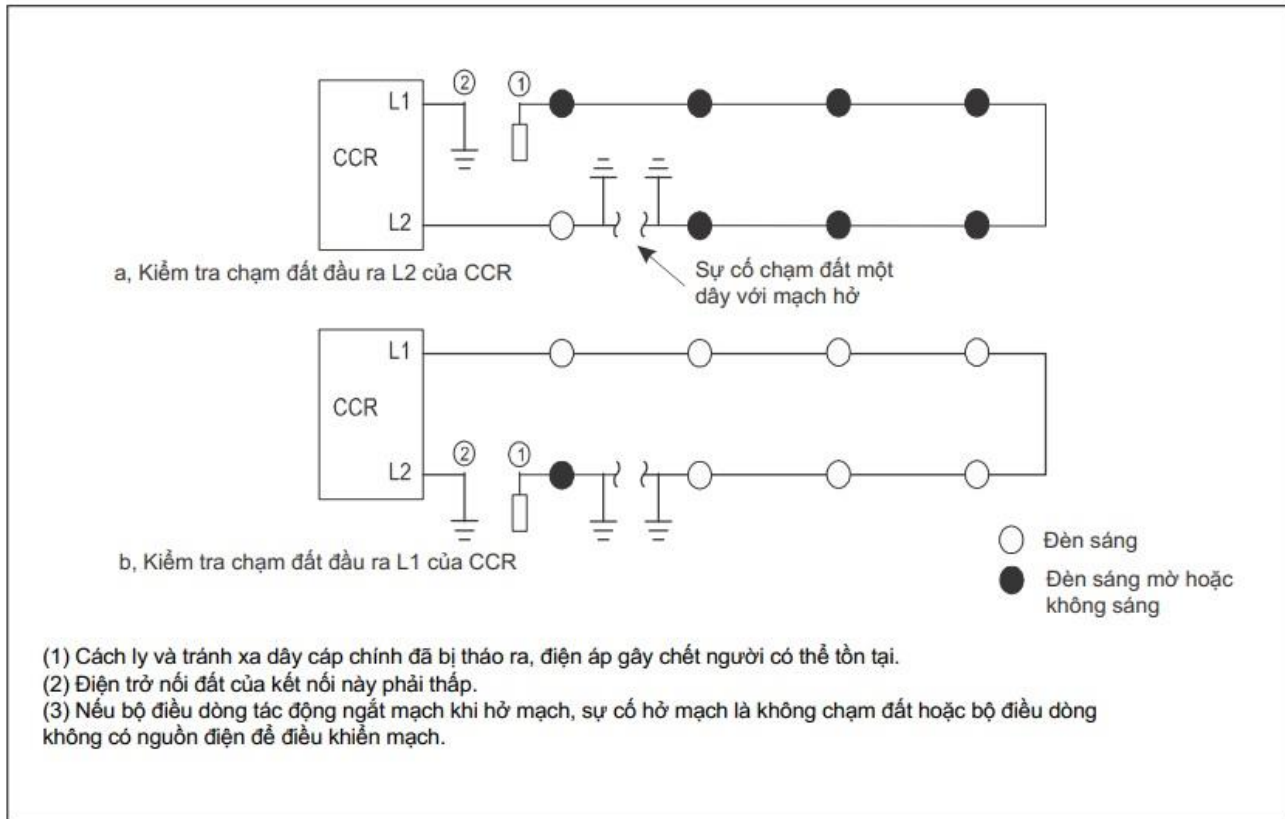 ② ①
L1
CCR
L2
a, Kiểm tra chạm đất đầu ra L2 của CCR
Sự cố chạm đất một
dây với mạch hở
L1
CCR
② ①
L2
b, Kiểm tra chạm đất đầu ra L1 của CCR
Đèn sáng
Đèn sáng mờ hoặc
không sáng
(1) Cách ly và tránh xa dây cáp chính đã bị tháo ra, điện áp gây chết người có thể tồn tại.
(2) Điện trở nối đất của kết nối này phải thấp.
(3) Nếu bộ điều dòng tác động ngắt mạch khi hở mạch, sự cố hở mạch là không chạm đất hoặc bộ điều dòng
không có nguồn điện để điều khiển mạch.